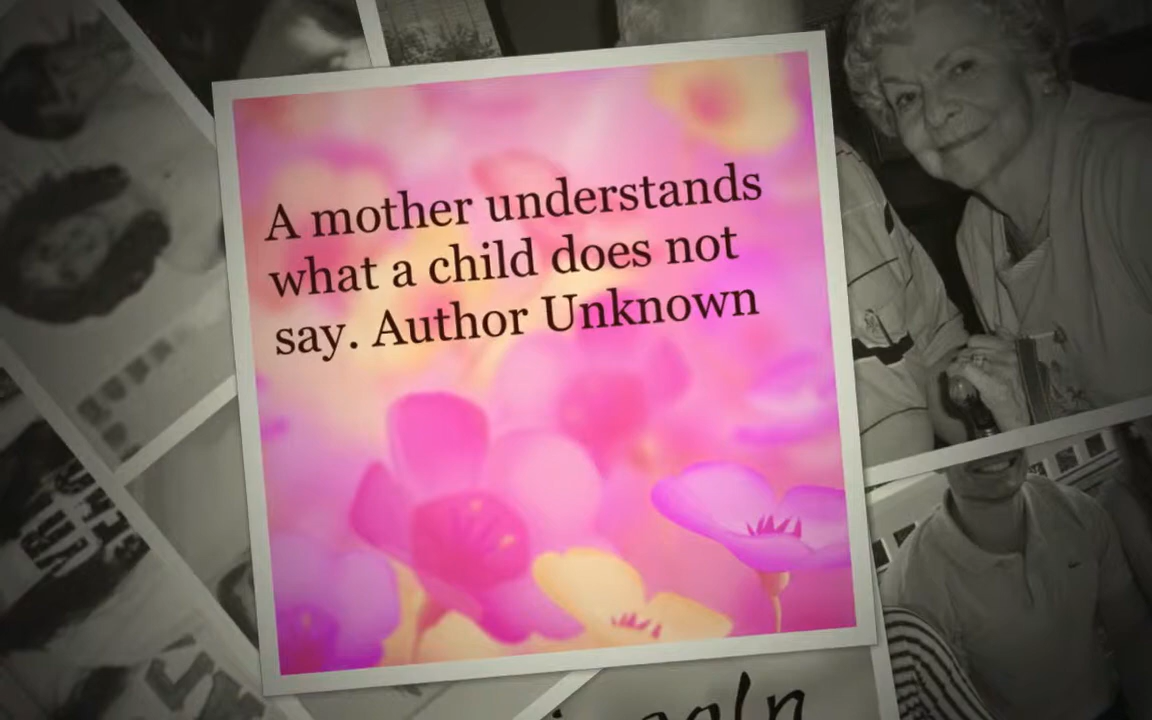 A mother understands
what a child does not
say. Author Unknown